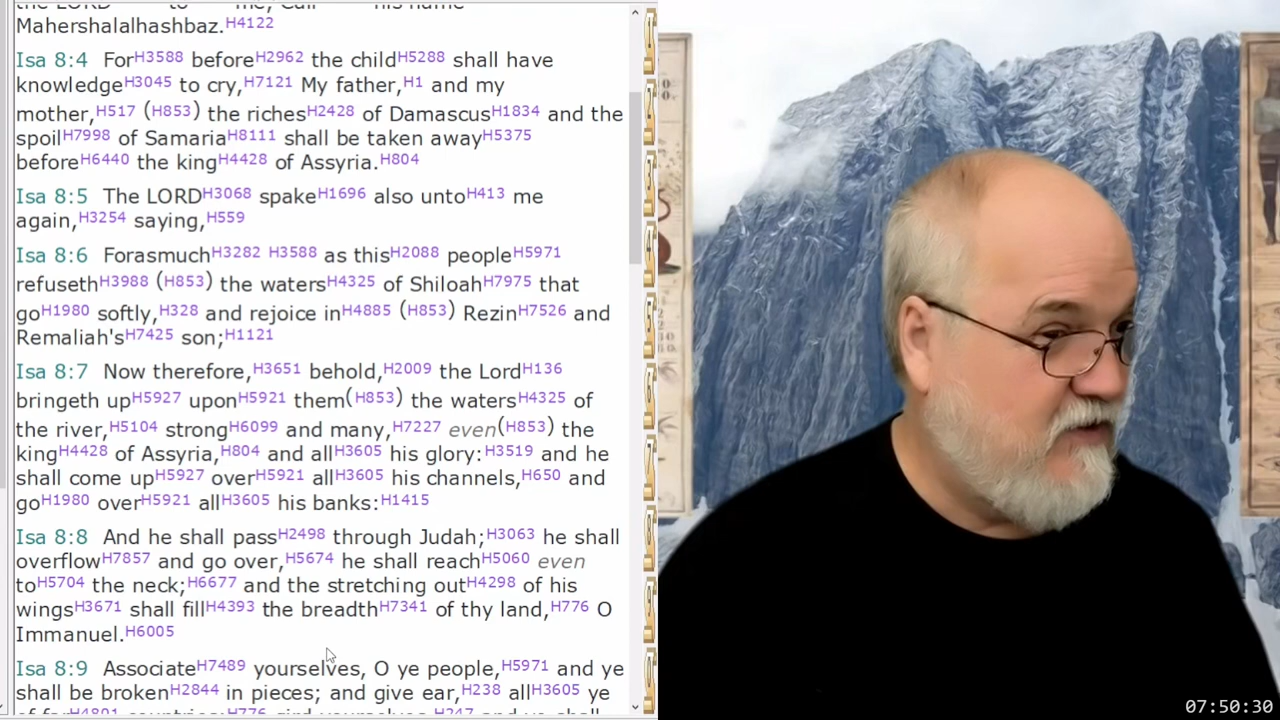 the LORD to me, Call his name
Mahershalalhashbaz.H4122
Isa 8:4 ForH3588 beforeH2962 the childH5288 shall have
knowledgeH3045 to cry,H7121 My father,H1 and my
mother,H517 (H853) the richesH2428 of DamascusH1834 and the
spoilH7998 of SamariaH8111 shall be taken awayH5375
beforeH6440 the kingH4428 of Assyria.H804
Isa 8:5 The LORDH3068 spakeH1696 also untoH413 me
again,H3254 saying,H559
Isa 8:6 ForasmuchH3282 H3588 as thisH2088 peopleH5971
refusethH3988 (H853) the watersH4325 of ShiloahH7975 that
goH1980 softly,H328 and rejoice inH4885 (H853) RezinH7526 and
Remaliah'sH7425 son;H1121
Isa 8:7 Now therefore,H3651 behold,H2009 the LordH136
bringeth upH5927 uponH5921 them(H853) the watersH4325 of
the river,H5104 strongH6099 and many,H7227 even(H853) the
kingH4428 of Assyria,H804 and allH3605 his glory:H3519 and he
shall come upH5927 overH5921 allH3605 his channels,H650 and
goH1980 overH5921 allH3605 his banks:H1415
Isa 8:8 And he shall passH2498 through Judah;H3063 he shall
overflowH7857 and go over,H5674 he shall reachH5060 even
toH5704 the neck;H6677 and the stretching outH4298 of his
wingsH3671 shall fillH4393 the breadthH7341 of thy land,H776 O
Immanuel.H6005
Isa 8:9 AssociateH7489 yourselves, O ye people,H5971 and ye
shall be brokenH2844 in pieces; and give ear,H238 allH3605 ye
07:50:30